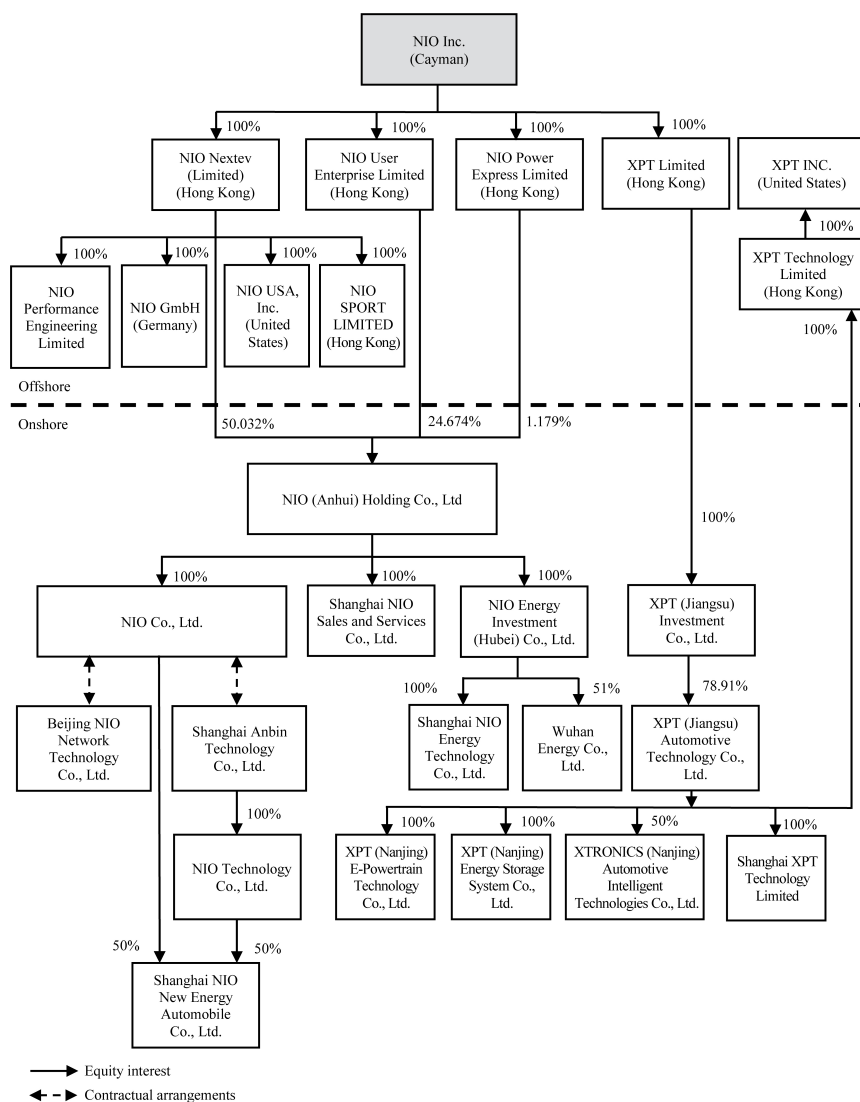 NIO Inc.
(Cayman)
100%
100%
100%
100%
NIO Nextev
(Limited)
(Hong Kong)
NIO User
Enterprise Limited
(Hong Kong)
NIO Power
Express Limited
(Hong Kong)
XPT Limited
(Hong Kong)
XPT INC.
(United States)
100%
100%
100%
100%
100%
NIO
Performance
Engineering
Limited
NIO GmbH
(Germany)
NIO USA,
Inc.
(United
States)
NIO
SPORT
LIMITED
(Hong Kong)
XPT Technology
Limited
(Hong Kong)
100%
Offshore
Onshore
50.032%
24.674%
1.179%
NIO (Anhui) Holding Co., Ltd
100%
100%
100%
100%
NIO Co., Ltd.
Shanghai NIO
Sales and Services
Co., Ltd.
NIO Energy
Investment
(Hubei) Co., Ltd.
XPT (Jiangsu)
Investment
Co., Ltd.
100%
51%
78.91%
Beijing NIO
Network
Technology
Co., Ltd.
Shanghai Anbin
Technology
Co., Ltd.
Shanghai NIO
Energy
Technology
Co., Ltd.
Wuhan
Energy Co.,
Ltd.
XPT (Jiangsu)
Automotive
Technology Co.,
Ltd.
100%
100%
100%
50%
100%
NIO Technology
Co., Ltd.
XPT (Nanjing)
E-Powertrain
Technology
Co., Ltd.
XPT (Nanjing)
Energy Storage
System Co.,
Ltd.
XTRONICS (Nanjing)
Automotive
Intelligent
Technologies Co., Ltd.
Shanghai XPT
Technology
Limited
50%
50%
Shanghai NIO
New Energy
Automobile
Co., Ltd.
Equity interest
Contractual arrangements